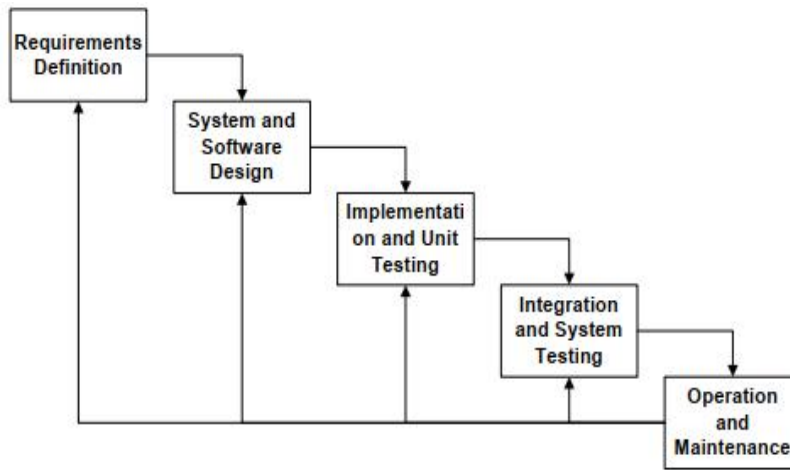 Requirements
Definition
System and
Software
Design
Implementati
on and Unit
Testing
Integration
and System
Testing
Operation
and
Maintenance